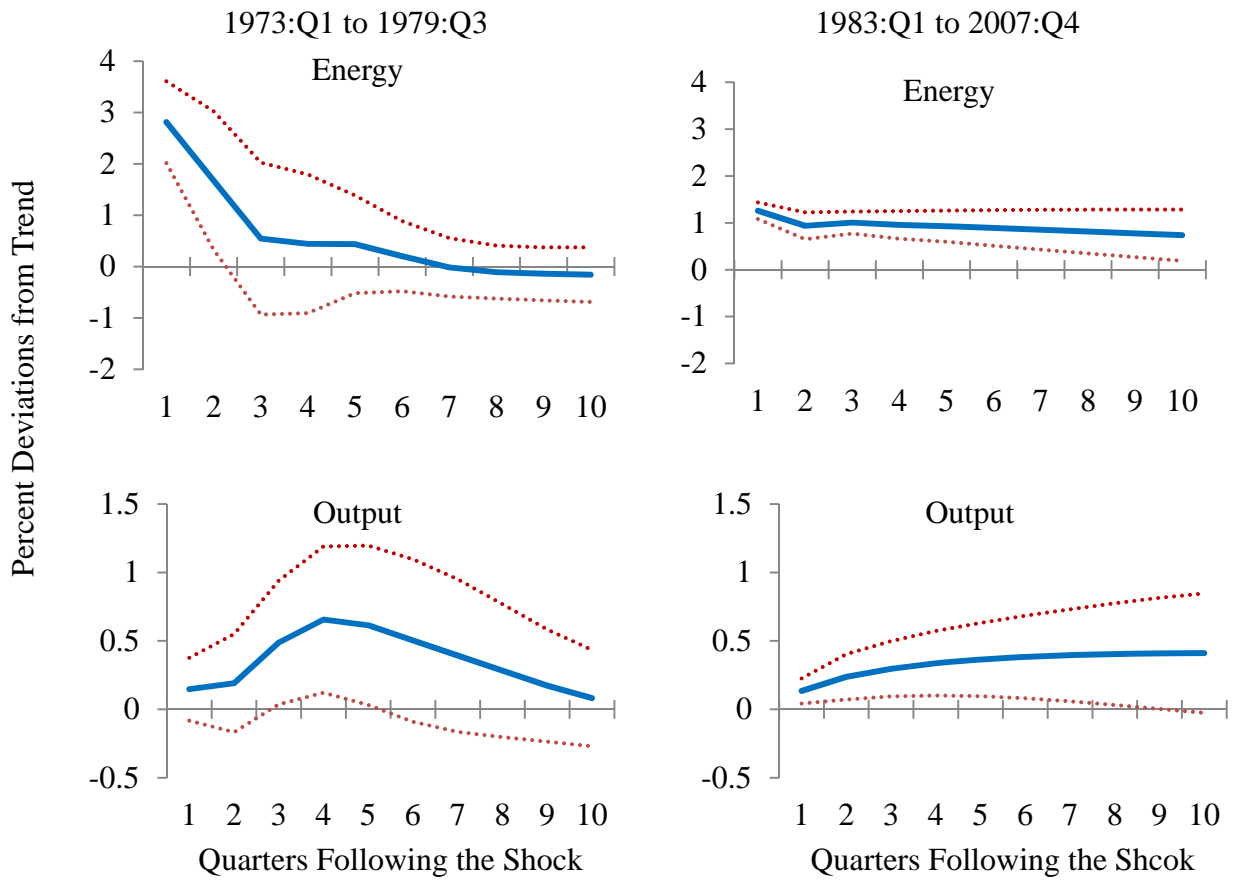 1973:Q1 to 1979:Q3
1983:Q1 to 2007:Q4
Percent Deviations from Trend
Energy
4
3
2
1
0
-1
-2
1 2 3 4 5 6 7 8 9 10
Energy
4
3
2
1
0
-1
-2
1 2 3 4 5 6 7 8 9 10
Output
1.5
1
0.5
0
-0.5
1 2 3 4 5 6 7 8 9 10
Quarters Following the Shock
Output
1.5
1
0.5
0
-0.5
1 2 3 4 5 6 7 8 9 10
Quarters Following the Shcok